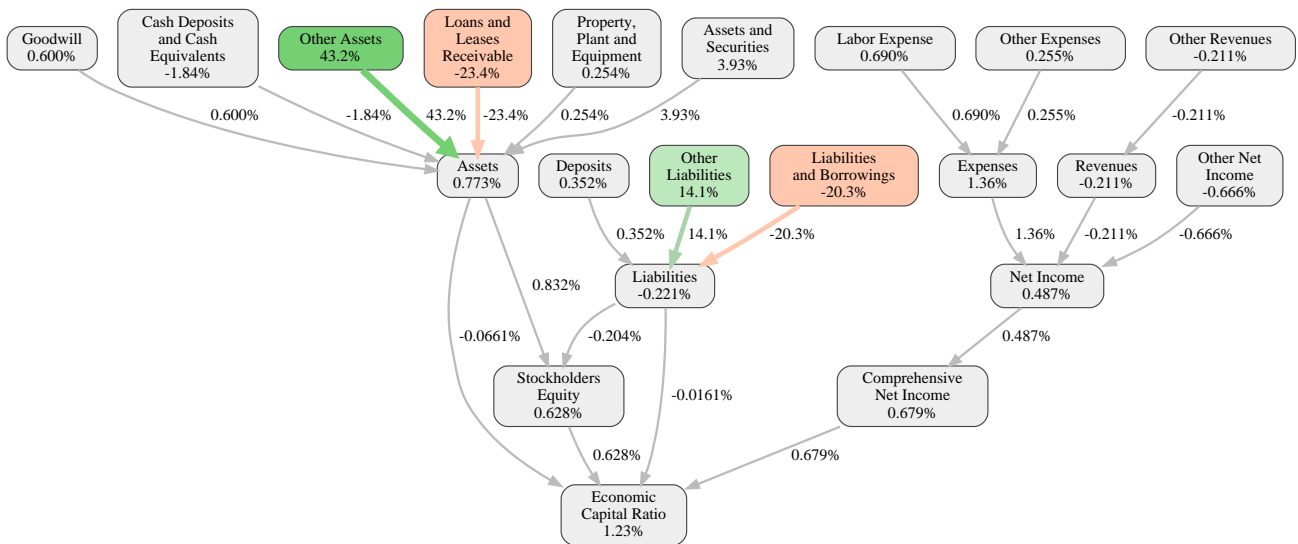 Goodwill
0.600%
Cash Deposits
and Cash
Equivalents
-1.84%
Other Assets
43.2%
Loans and
Leases
Receivable
-23.4%
Property,
Plant and
Equipment
0.254%
Assets and
Securities
3.93%
Labor Expense
0.690%
Other Expenses
0.255%
Other Revenues
-0.211%
0.600%
-1.84%
43.2%
-23.4%
0.254%
3.93%
0.690%
0.255%
-0.211%
Assets
0.773%
Deposits
0.352%
Other
Liabilities
14.1%
Liabilities
and Borrowings
-20.3%
Expenses
1.36%
Revenues
-0.211%
Other Net
Income
-0.666%
0.352%
14.1%
-20.3%
1.36%
-0.211%
-0.666%
0.832%
Liabilities
-0.221%
Net Income
0.487%
-0.0661%
-0.204%
0.487%
Stockholders
Equity
0.628%
-0.0161%
Comprehensive
Net Income
0.679%
0.628%
0.679%
Economic
Capital Ratio
1.23%